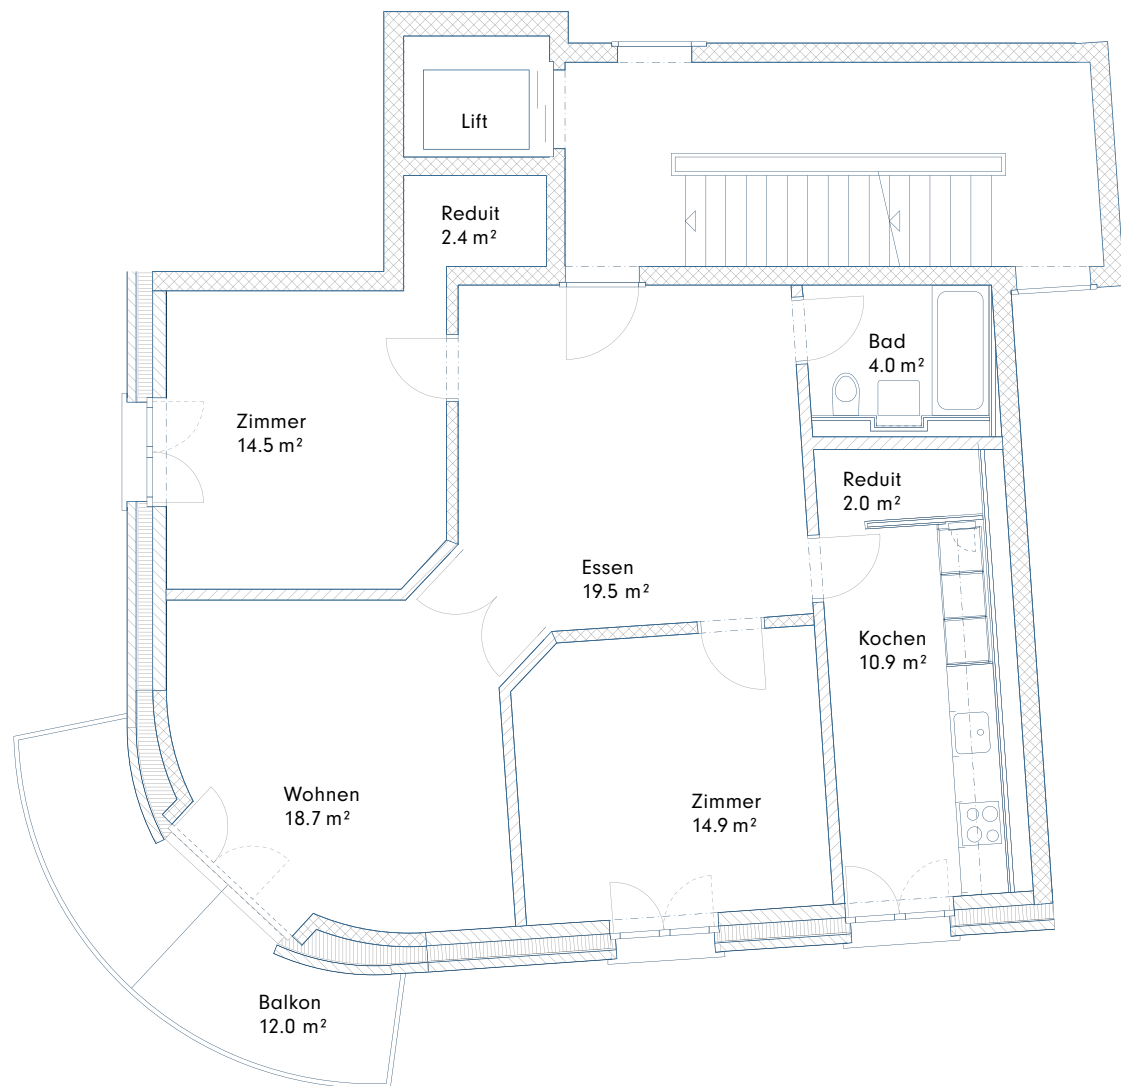 Lift
Reduit
2.4 m²
Bad
4.0 m²
Zimmer
14.5 m²
Reduit
2.0 m²
Essen
19.5 m²
Kochen
10.9 m²
Wohnen
18.7 m²
Zimmer
14.9 m²
Balkon
12.0 m²